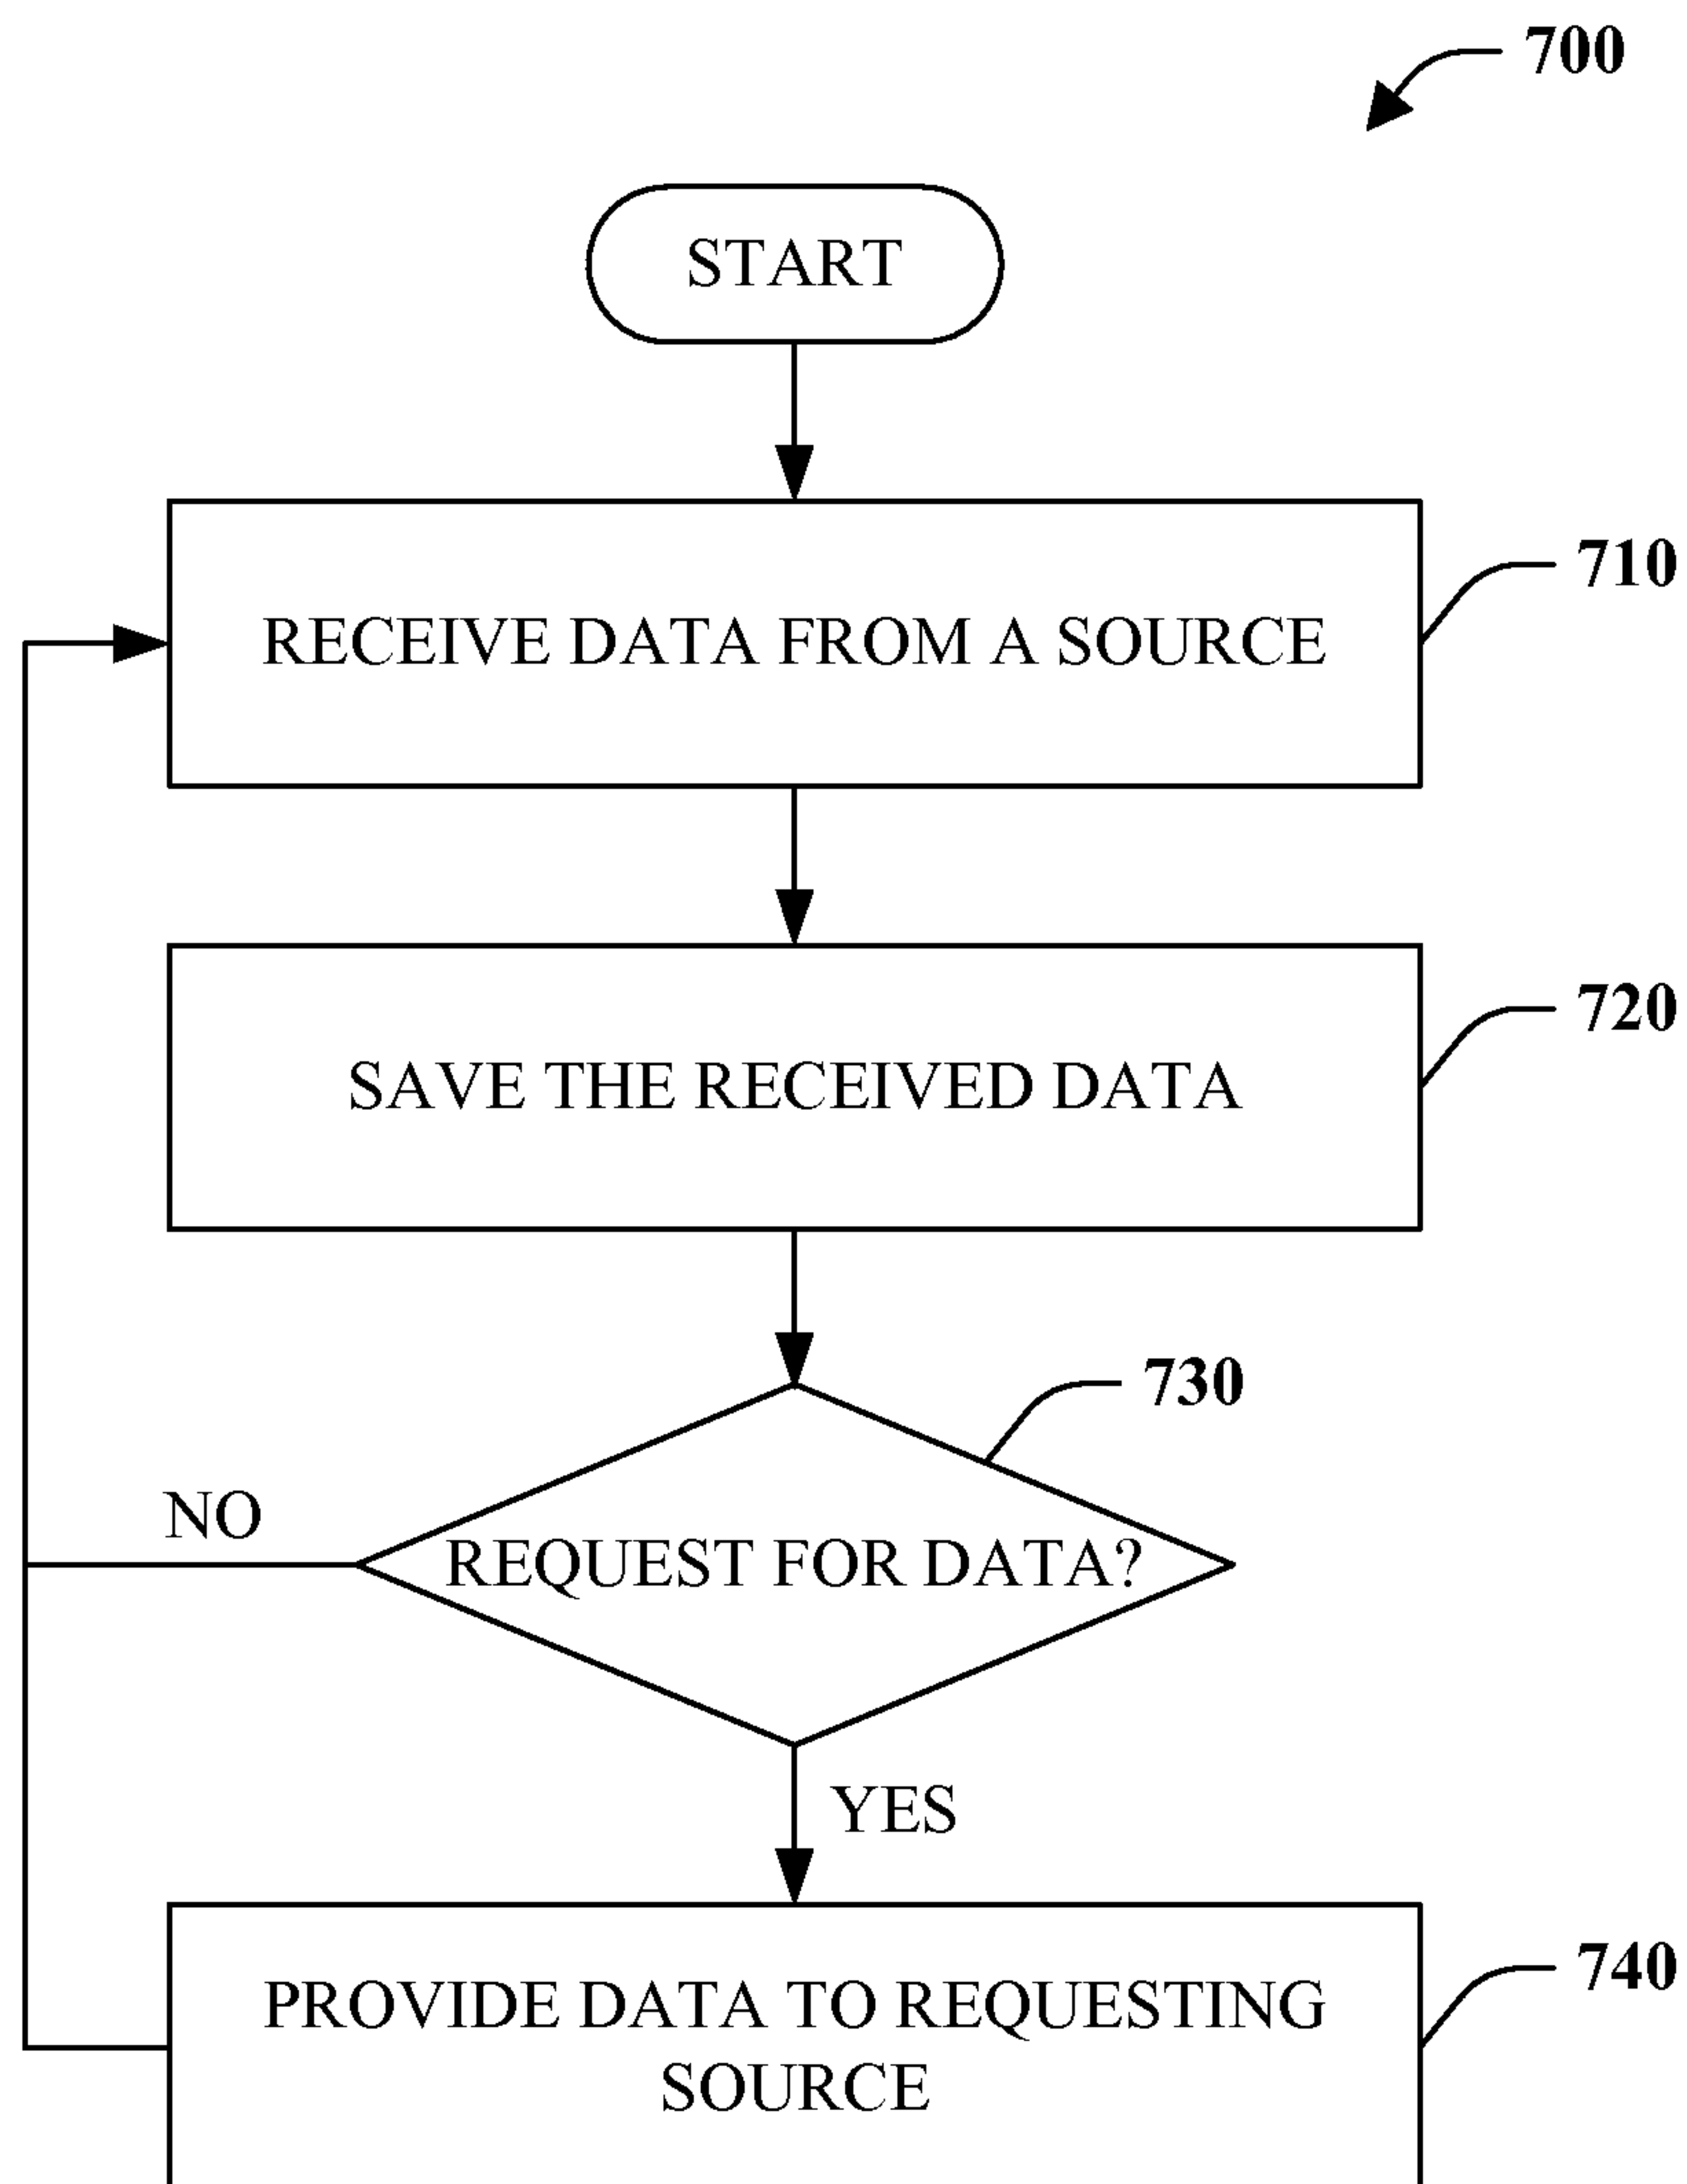 700
START
710
RECEIVE DATA FROM A SOURCE
720
SAVE THE RECEIVED DATA
730
NO
REQUEST FOR DATA?
YES
740
PROVIDE DATA TO REQUESTING
SOURCE